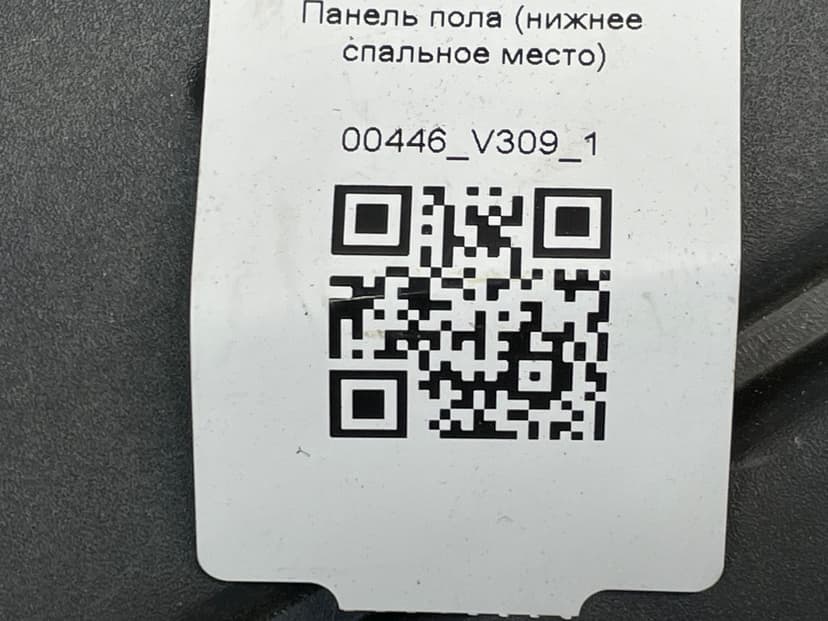 Панель пола (нижнее
спальное место)
00446_V309_1